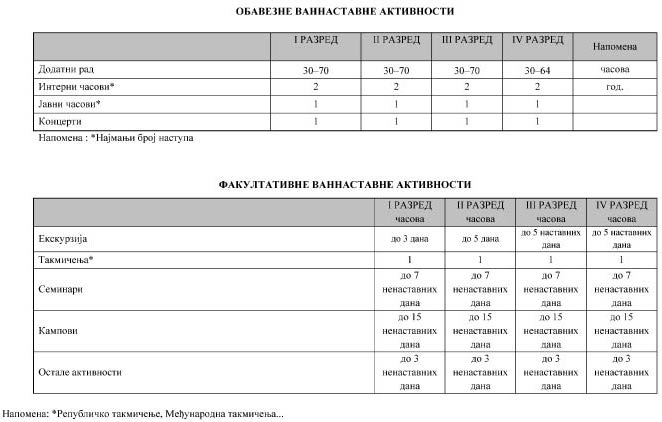 ОБАВЕЗНЕ ВАННАСТАВНЕ АКТИВНОСТИ
I РАЗРЕД II РАЗРЕД III РАЗРЕД IV РАЗРЕД Напомена
Додатни рад 30–70 30–70 30–70 30–64 часова
Интерни часови* 2 2 2 2 год.
Јавни часови* 1 1 1 1
Концерти 1 1 1 1
Напомена : *Најмањи број наступа
ФАКУЛТАТИВНЕ ВАННАСТАВНЕ АКТИВНОСТИ
I РАЗРЕД II РАЗРЕД III РАЗРЕД IV РАЗРЕД
часова часова часова часова
Екскурзија до 3 дана до 5 дана до 5 наставних до 5 наставних
дана дана
Такмичења* 1 1 1 1
до 7 до 7 до 7 до 7
Семинари ненаставних ненаставних ненаставних ненаставних
дана дана дана дана
до 15 до 15 до 15 до 15
Кампови ненаставних ненаставних ненаставних ненаставних
дана дана дана дана
до 3 до 3 до 3 до 3
Остале активности ненаставних ненаставних ненаставних ненаставних
дана дана дана дана
Напомена: *Републичко такмичење, Међународна такмичења...